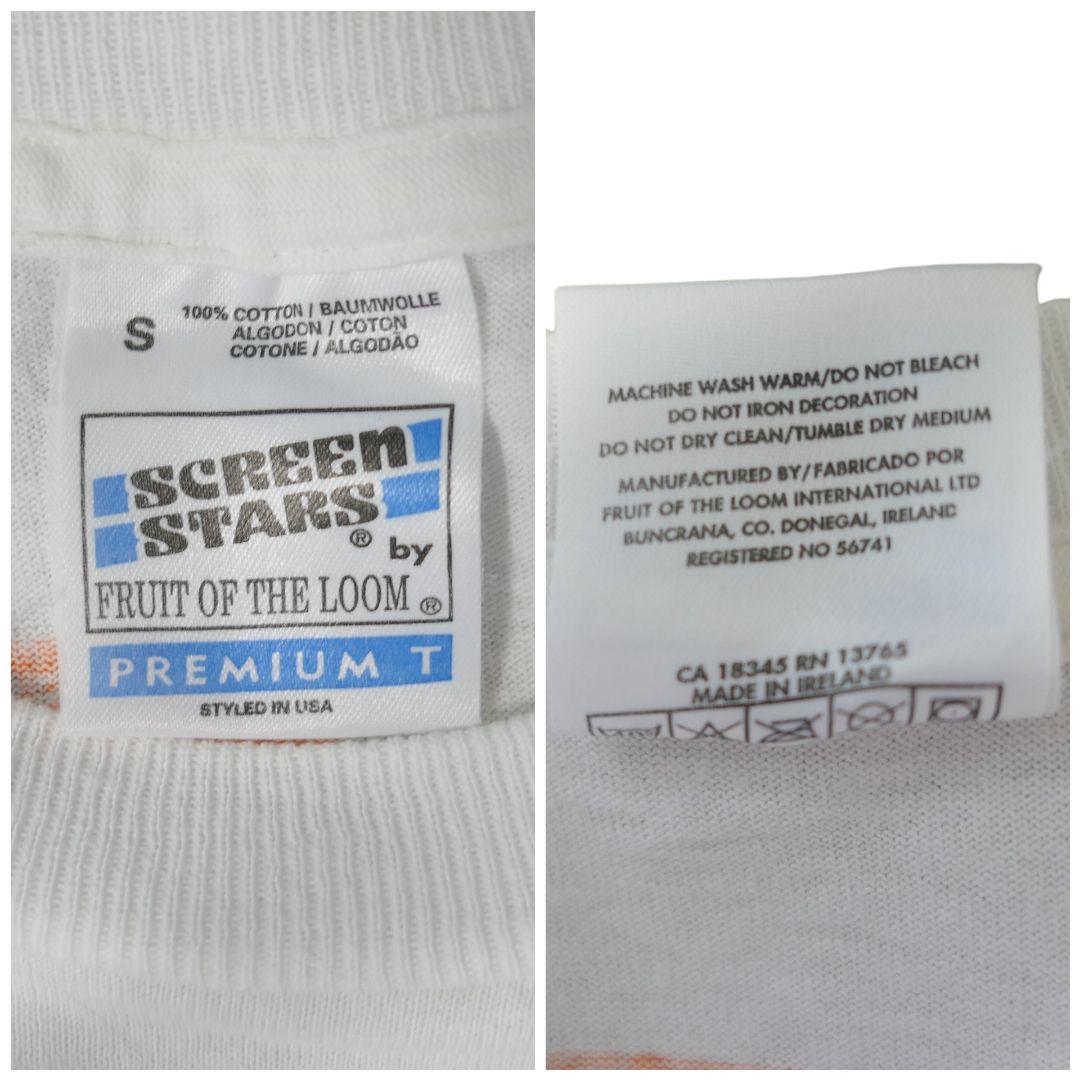 S
100% COTTON / BAUMWOLLE
ALGODON / COTON
COTONE / ALGODÃO
SCREEN
STARS®
by
FRUIT OF THE LOOM ®
PREMIUM T
STYLED IN USA
MACHINE WASH WARM/DO NOT BLEACH
DO NOT IRON DECORATION
DO NOT DRY CLEAN/TUMBLE DRY MEDIUM
MANUFACTURED BY/FABRICADO POR
FRUIT OF THE LOOM INTERNATIONAL LTD
BUNCRANA, CO. DONEGAL, IRELAND
REGISTERED NO 56741
CA 18345 RN 13765
MADE IN IRELAND